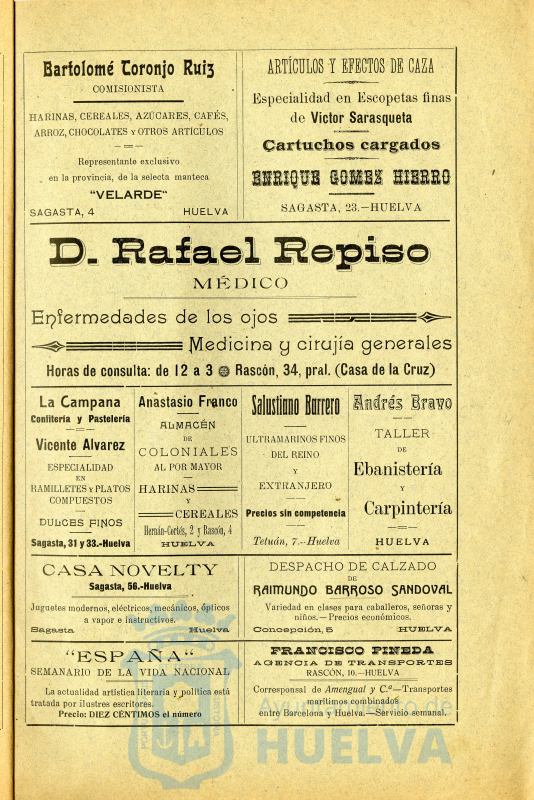 Bartolomé Coronjo Ruiz
COMISIONISTA
HARINAS, CEREALES, AZÚCARES, CAFÉS,
ARROZ, CHOCOLATES Y OTROS ARTÍCULOS
Representante exclusivo
en la provincia, de la selecta manteca
"VELARDE"
SAGASTA, 4 HUELVA
ARTÍCULOS Y EFECTOS DE CAZA
Especialidad en Escopetas finas
de Victor Sarasqueta
Cartuchos cargados
ENRIQUE GOMEZ HIERRO
SAGASTA, 23.-HUELVA
D. Rafael Repiso
MÉDICO
Enfermedades de los ojos
Medicina y cirujía generales
Horas de consulta: de 12 a 3 Rascón, 34, pral. (Casa de la Cruz)
La Campana
Confitería y Pastelería
Vicente Alvarez
ESPECIALIDAD
EN
RAMILLETES Y PLATOS
COMPUESTOS
DULCES FINOS
Sagasta, 31 y 33.-Huelva
Anastasio Franco
ALMACÉN
DE
COLONIALES
AL POR MAYOR
HARINAS
Y
CEREALES
Hernán-Cortés, 2 y Rascón, 4
HUELVA
Salustiano Barrero
ULTRAMARINOS FINOS
DEL REINO
Y
EXTRANJERO
Precios sin competencia
Tetuán, 7.-Huelva
Andrés Bravo
TALLER
DE
Ebanistería
Y
Carpintería
HUELVA
CASA NOVELTY
Sagasta, 56.-Huelva
Juguetes modernos, eléctricos, mecánicos, ópticos
a vapor e instructivos.
Sagasta Huelva
DESPACHO DE CALZADO
DE
RAIMUNDO BARROSO SANDOVAL
Variedad en clases para caballeros, señoras y
niños.—Precios económicos.
Concepción, 5 HUELVA
"ESPAÑA"
SEMANARIO DE LA VIDA NACIONAL
La actualidad artística literaria y política está
tratada por ilustres escritores.
Precio: DIEZ CÉNTIMOS el número
FRANCISCO PINEDA
AGENCIA DE TRANSPORTES
RASCÓN, 10.-HUELVA
Corresponsal de Amengual y C.ª—Transportes
marítimos combinados
entre Barcelona y Huelva.—Servicio semanal.
Ayuntamiento de
HUELVA